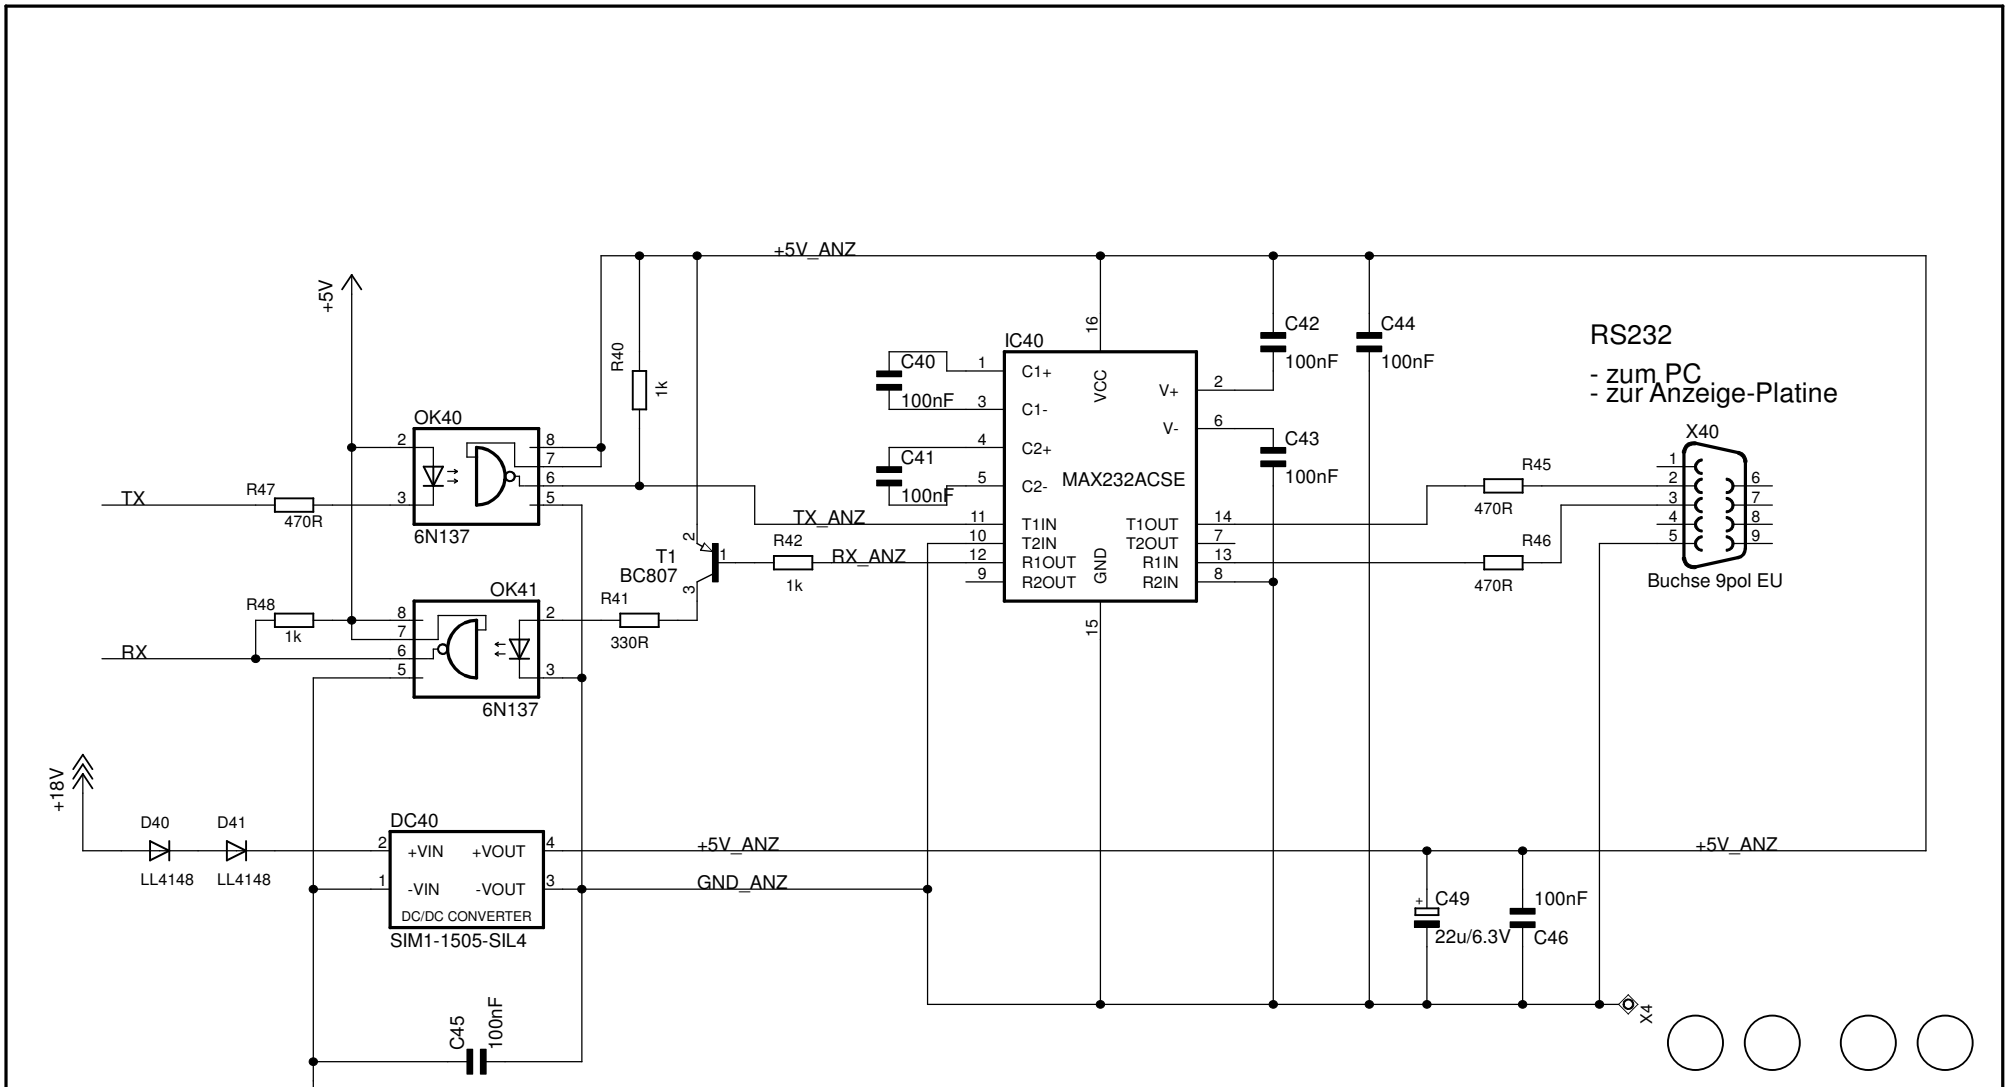 +5V_ANZ
+5V
R40
1k
IC40
16
C42
100nF
C44
100nF
RS232
- zum PC
- zur Anzeige-Platine
C40
100nF
1
3
C1+
C1-
VCC
V+
2
V-
6
C43
100nF
X40
OK40
2
3
8
7
6
5
6N137
TX
R47
470R
C41
100nF
4
5
C2+
C2-
MAX232ACSE
R45
470R
1
2
3
4
5
6
7
8
9
Buchse 9pol EU
TX_ANZ
11
10
12
9
T1IN
T2IN
R1OUT
R2OUT
GND
T1OUT
T2OUT
R1IN
R2IN
14
7
13
8
15
R46
470R
T1
BC807
2
1
3
R42
1k
RX_ANZ
OK41
R48
1k
8
7
6
5
2
3
6N137
RX
R41
330R
+18V
D40
LL4148
D41
LL4148
DC40
2
1
+VIN
-VIN
+VOUT
-VOUT
4
3
DC/DC CONVERTER
SIM1-1505-SIL4
+5V_ANZ
GND_ANZ
+5V_ANZ
+
C49
22u/6.3V
100nF
C46
X4
C45
100nF